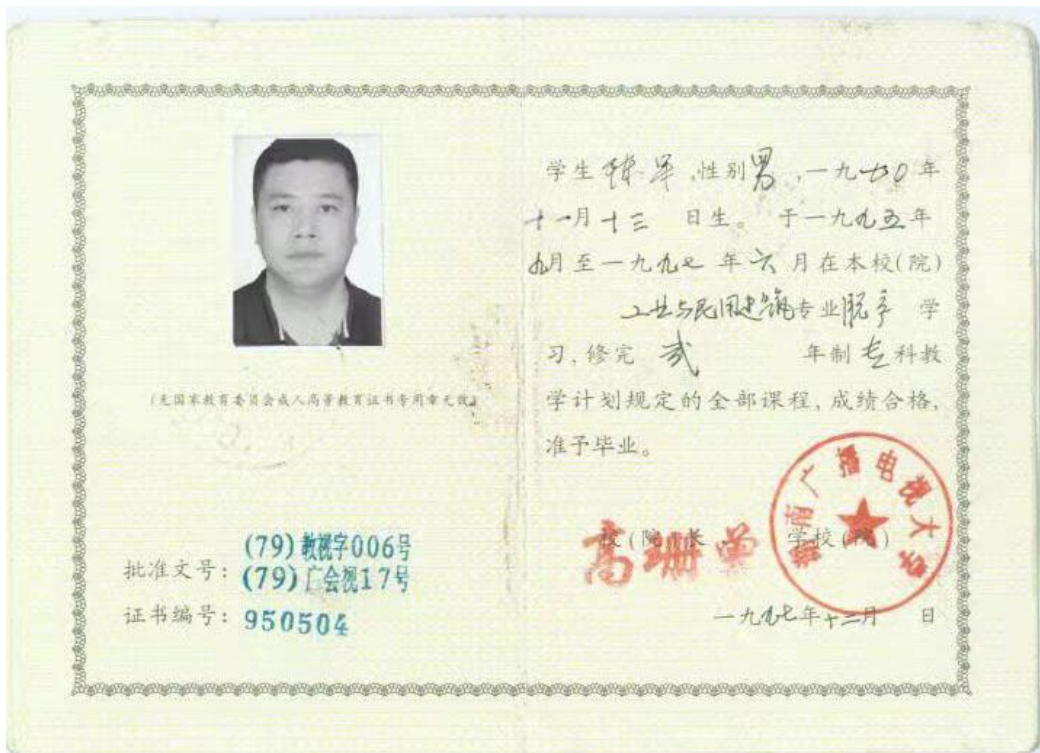 (无国家教育委员会成人高等教育证书专用章无效)
批准文号：(79)教视字006号
(79)广会视17号
证书编号：950504
学生 性别男，一九七〇年
十一月十三 日生。 于一九九五年
九月至一九九七年六月在本校(院)
工业与民用建筑专业脱产 学
习，修完 贰 年制专科教
学计划规定的全部课程，成绩合格，
准予毕业。
校(院)长 学校(院)
高珊
南广播电视大学
一九九七年十二月 日